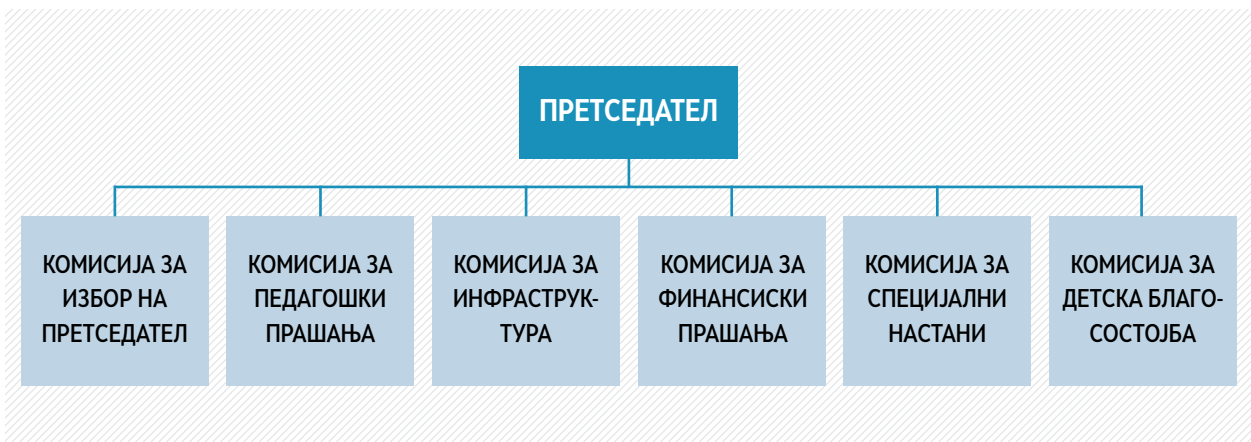 ПРЕТСЕДАТЕЛ
КОМИСИЈА ЗА
ИЗБОР НА
ПРЕТСЕДАТЕЛ
КОМИСИЈА ЗА
ПЕДАГОШКИ
ПРАШАЊА
КОМИСИЈА ЗА
ИНФРАСТРУК-
ТУРА
КОМИСИЈА ЗА
ФИНАНСИСКИ
ПРАШАЊА
КОМИСИЈА ЗА
СПЕЦИЈАЛНИ
НАСТАНИ
КОМИСИЈА ЗА
ДЕТСКА БЛАГО-
СОСТОЈБА